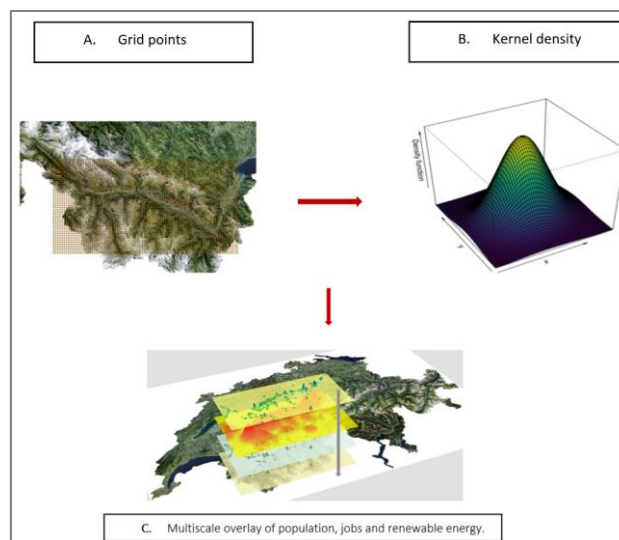 A. Grid points
B. Kernel density
Density function
y
x
C. Multiscale overlay of population, jobs and renewable energy.